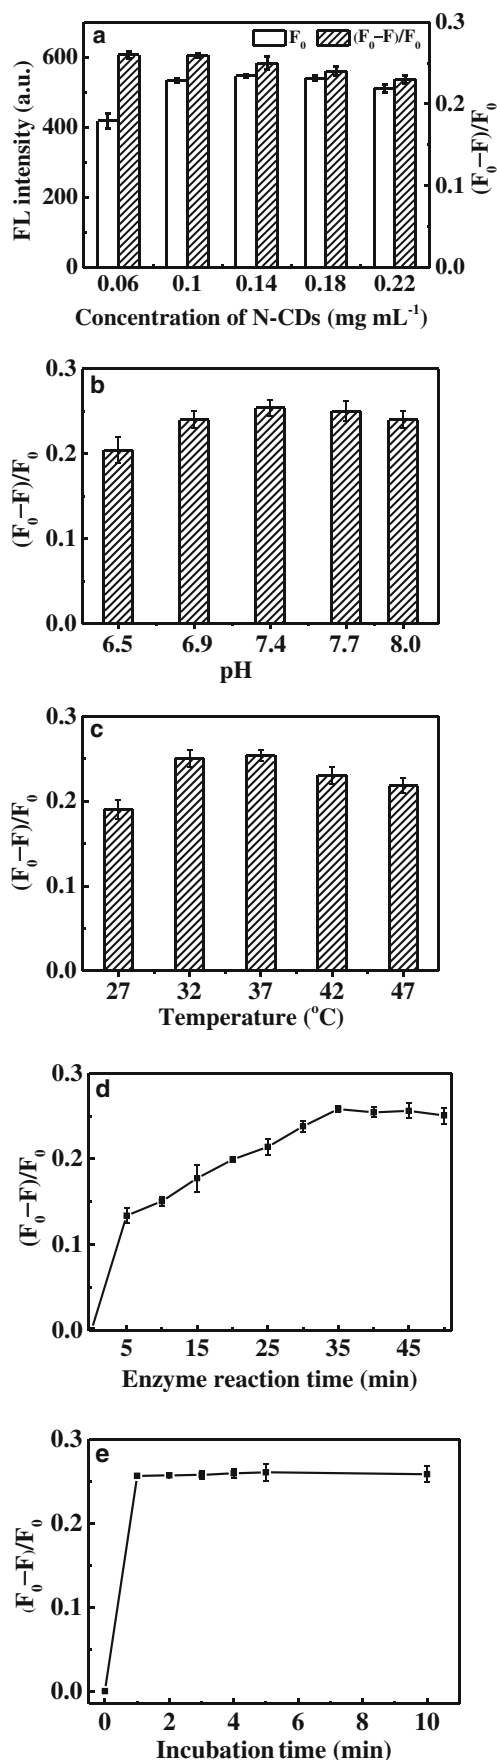 a
F₀ (F₀–F)/F₀
FL intensity (a.u.)
600
400
200
0
(F₀–F)/F₀
0.3
0.2
0.1
0.0
0.06 0.1 0.14 0.18 0.22
Concentration of N-CDs (mg mL⁻¹)
b
(F₀–F)/F₀
0.3
0.2
0.1
0.0
6.5 6.9 7.4 7.7 8.0
pH
c
(F₀–F)/F₀
0.3
0.2
0.1
0.0
27 32 37 42 47
Temperature (°C)
d
(F₀–F)/F₀
0.3
0.2
0.1
0.0
5 15 25 35 45
Enzyme reaction time (min)
e
(F₀–F)/F₀
0.3
0.2
0.1
0.0
0 2 4 6 8 10
Incubation time (min)